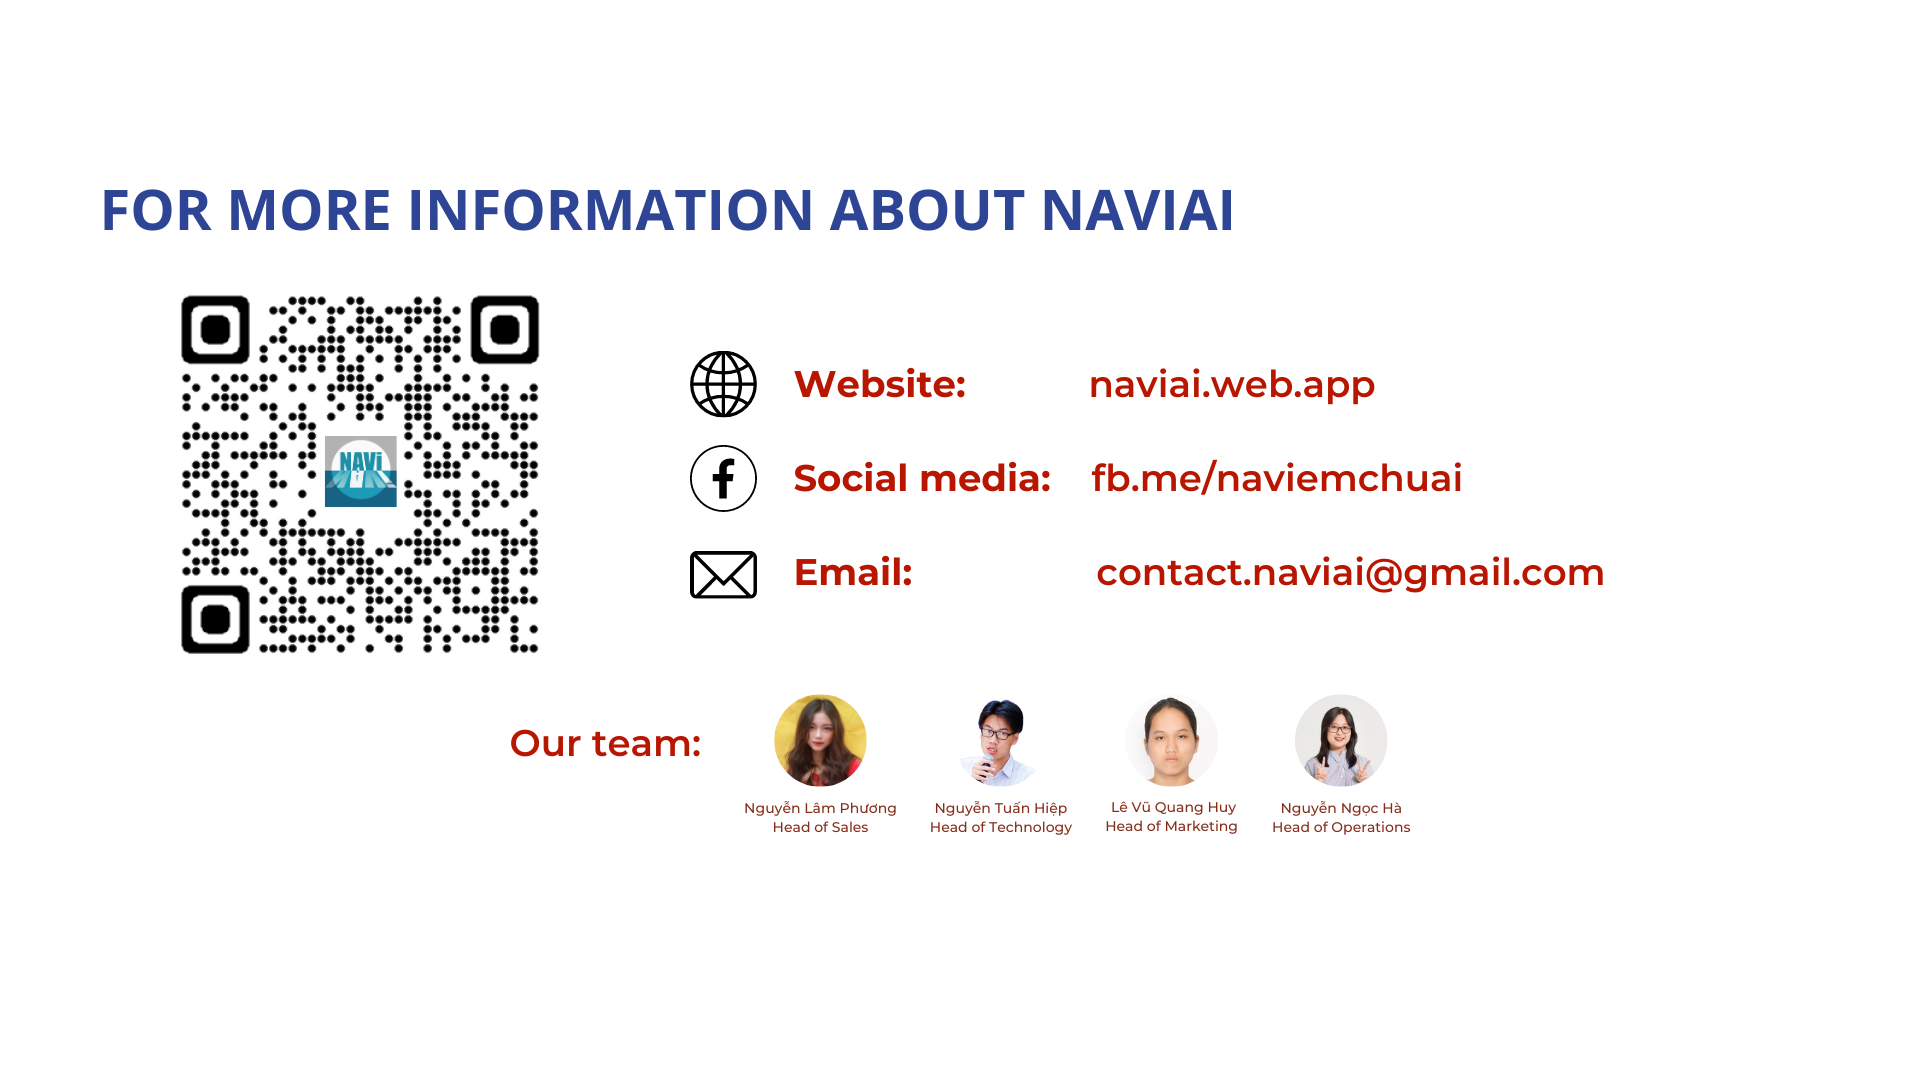 FOR MORE INFORMATION ABOUT NAVIAI
NAVi
Website: naviai.web.app
Social media: fb.me/naviemchuai
Email: contact.naviai@gmail.com
Our team:
Nguyễn Lâm Phương
Head of Sales
Nguyễn Tuấn Hiệp
Head of Technology
Lê Vũ Quang Huy
Head of Marketing
Nguyễn Ngọc Hà
Head of Operations